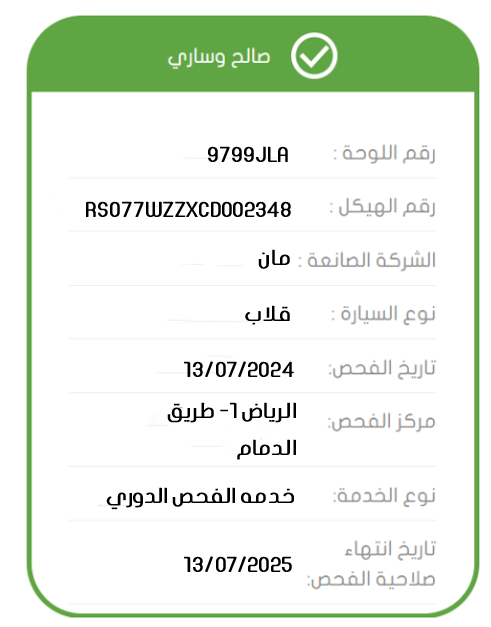 صالح وساري
رقم اللوحة : 9799JLA
رقم الهيكل : RS077WZZXCD002348
الشركة الصانعة : مان
نوع السيارة : قلاب
تاريخ الفحص: 13/07/2024
مركز الفحص: الرياض 1- طريق
الدمام
نوع الخدمة: خدمه الفحص الدوري
تاريخ انتهاء
صلاحية الفحص: 13/07/2025